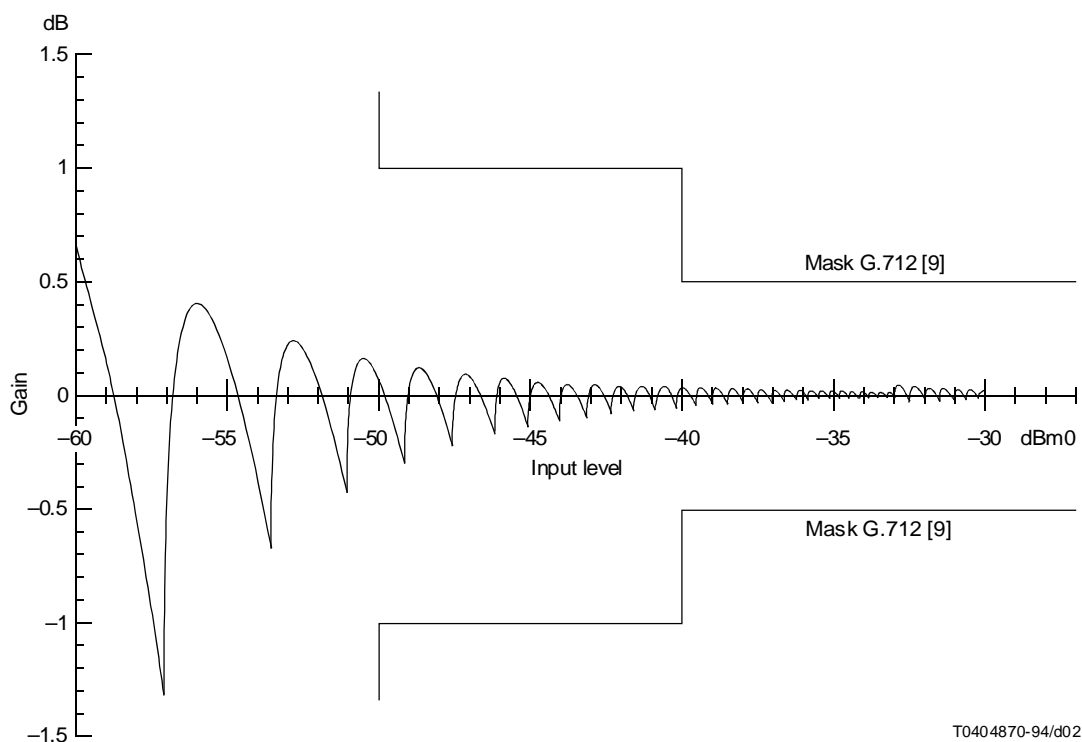 dB
1.5
1
Mask G.712 [9]
0.5
Gain
0
–60
–55
–50
–45
–40
–35
–30
dBm0
Input level
–0.5
Mask G.712 [9]
–1
–1.5
T0404870-94/d02